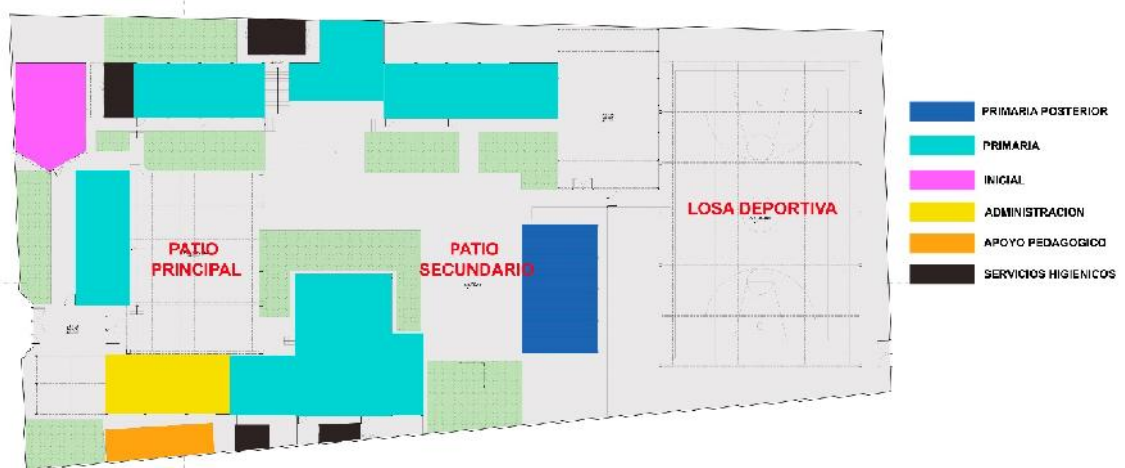 PATIO
PRINCIPAL
PATIO
SECUNDARIO
LOSA DEPORTIVA
PRIMARIA POSTERIOR
PRIMARIA
INICIAL
ADMINISTRACION
APOYO PEDAGOGICO
SERVICIOS HIGIENICOS